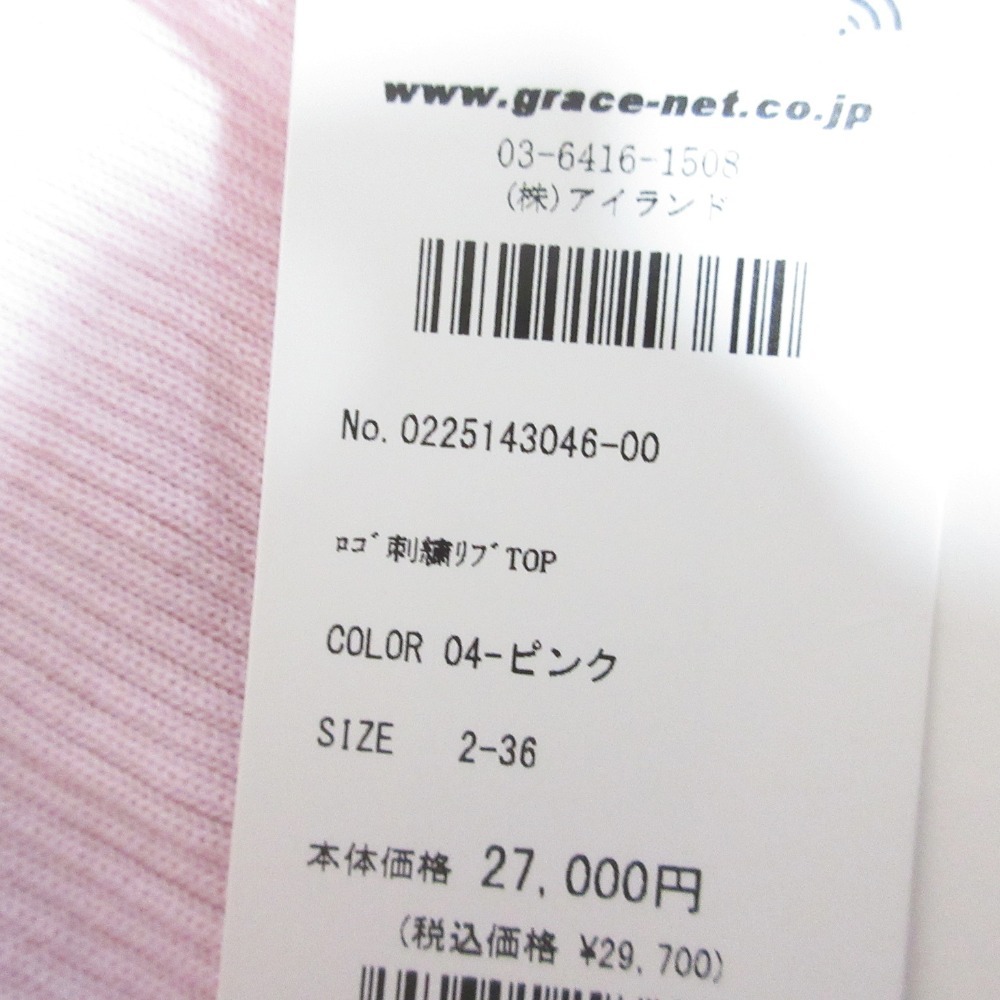 www.grace-net.co.jp
03-6416-1508
(株)アイランド
No. 0225143046-00
ﾛｺﾞ刺繍ﾘﾌﾞTOP
COLOR 04-ピンク
SIZE 2-36
本体価格 27,000円
(税込価格 ¥29,700)